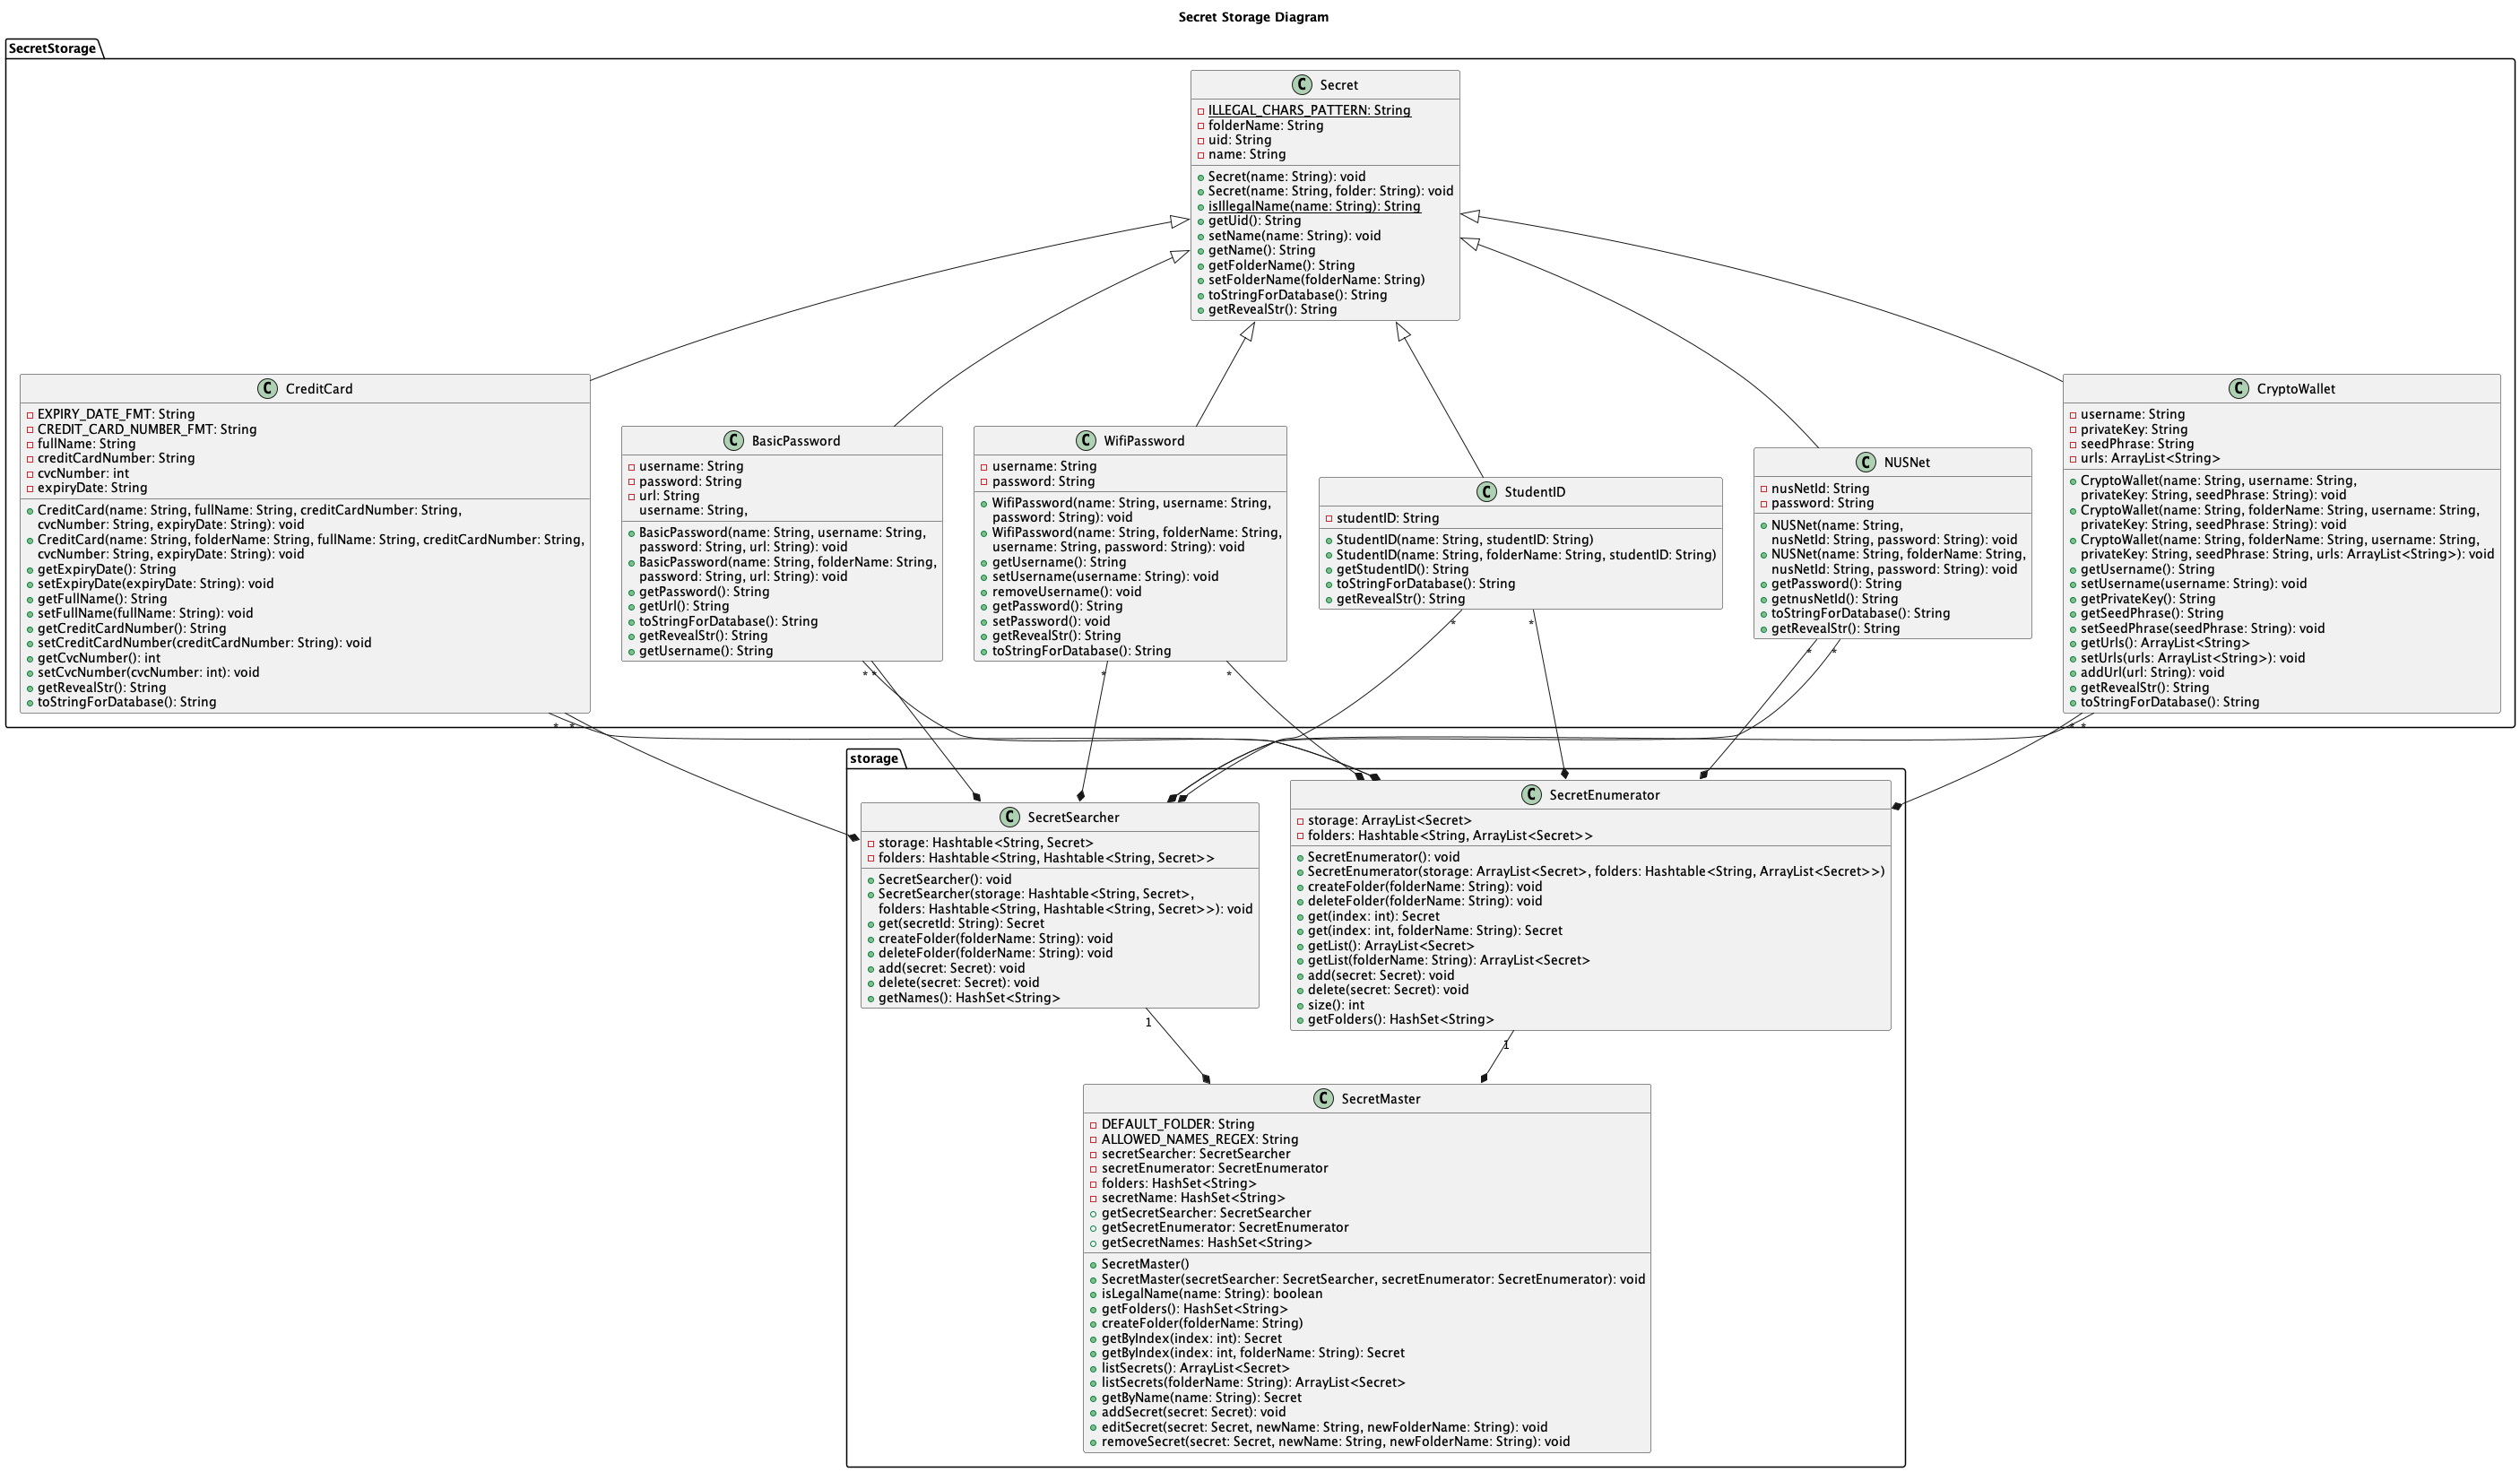 Secret Storage Diagram
SecretStorage
C Secret
ILLEGAL_CHARS_PATTERN: String
folderName: String
uid: String
name: String
Secret(name: String): void
Secret(name: String, folder: String): void
isIllegalName(name: String): String
getUid(): String
setName(name: String): void
getName(): String
getFolderName(): String
setFolderName(folderName: String)
toStringForDatabase(): String
getRevealStr(): String
C CreditCard
EXPIRY_DATE_FMT: String
CREDIT_CARD_NUMBER_FMT: String
fullName: String
creditCardNumber: String
cvcNumber: int
expiryDate: String
CreditCard(name: String, fullName: String, creditCardNumber: String,
cvcNumber: String, expiryDate: String): void
CreditCard(name: String, folderName: String, fullName: String, creditCardNumber: String,
cvcNumber: String, expiryDate: String): void
getExpiryDate(): String
setExpiryDate(expiryDate: String): void
getFullName(): String
setFullName(fullName: String): void
getCreditCardNumber(): String
setCreditCardNumber(creditCardNumber: String): void
getCvcNumber(): int
setCvcNumber(cvcNumber: int): void
getRevealStr(): String
toStringForDatabase(): String
C BasicPassword
username: String
password: String
url: String
username: String,
BasicPassword(name: String, username: String,
password: String, url: String): void
BasicPassword(name: String, folderName: String,
password: String, url: String): void
getPassword(): String
getUrl(): String
toStringForDatabase(): String
getRevealStr(): String
getUsername(): String
C WifiPassword
username: String
password: String
WifiPassword(name: String, username: String,
password: String): void
WifiPassword(name: String, folderName: String,
username: String, password: String): void
getUsername(): String
setUsername(username: String): void
removeUsername(): void
getPassword(): String
setPassword(): void
getRevealStr(): String
toStringForDatabase(): String
C StudentID
studentID: String
StudentID(name: String, studentID: String)
StudentID(name: String, folderName: String, studentID: String)
getStudentID(): String
toStringForDatabase(): String
getRevealStr(): String
C NUSNet
nusNetId: String
password: String
NUSNet(name: String,
nusNetId: String, password: String): void
NUSNet(name: String, folderName: String,
nusNetId: String, password: String): void
getPassword(): String
getnusNetId(): String
toStringForDatabase(): String
getRevealStr(): String
C CryptoWallet
username: String
privateKey: String
seedPhrase: String
urls: ArrayList<String>
CryptoWallet(name: String, username: String,
privateKey: String, seedPhrase: String): void
CryptoWallet(name: String, folderName: String, username: String,
privateKey: String, seedPhrase: String): void
CryptoWallet(name: String, folderName: String, username: String,
privateKey: String, seedPhrase: String, urls: ArrayList<String>): void
getUsername(): String
setUsername(username: String): void
getPrivateKey(): String
getSeedPhrase(): String
setSeedPhrase(seedPhrase: String): void
getUrls(): ArrayList<String>
setUrls(urls: ArrayList<String>): void
addUrl(url: String): void
getRevealStr(): String
toStringForDatabase(): String
* * * * * * * * * * * *
storage
C SecretSearcher
storage: Hashtable<String, Secret>
folders: Hashtable<String, Hashtable<String, Secret>>
SecretSearcher(): void
SecretSearcher(storage: Hashtable<String, Secret>,
folders: Hashtable<String, Hashtable<String, Secret>>): void
get(secretId: String): Secret
createFolder(folderName: String): void
deleteFolder(folderName: String): void
add(secret: Secret): void
delete(secret: Secret): void
getNames(): HashSet<String>
C SecretEnumerator
storage: ArrayList<Secret>
folders: Hashtable<String, ArrayList<Secret>>
SecretEnumerator(): void
SecretEnumerator(storage: ArrayList<Secret>, folders: Hashtable<String, ArrayList<Secret>>)
createFolder(folderName: String): void
deleteFolder(folderName: String): void
get(index: int): Secret
get(index: int, folderName: String): Secret
getList(): ArrayList<Secret>
getList(folderName: String): ArrayList<Secret>
add(secret: Secret): void
delete(secret: Secret): void
size(): int
getFolders(): HashSet<String>
1
1
C SecretMaster
DEFAULT_FOLDER: String
ALLOWED_NAMES_REGEX: String
secretSearcher: SecretSearcher
secretEnumerator: SecretEnumerator
folders: HashSet<String>
secretName: HashSet<String>
getSecretSearcher: SecretSearcher
getSecretEnumerator: SecretEnumerator
getSecretNames: HashSet<String>
SecretMaster()
SecretMaster(secretSearcher: SecretSearcher, secretEnumerator: SecretEnumerator): void
isLegalName(name: String): boolean
getFolders(): HashSet<String>
createFolder(folderName: String)
getByIndex(index: int): Secret
getByIndex(index: int, folderName: String): Secret
listSecrets(): ArrayList<Secret>
listSecrets(folderName: String): ArrayList<Secret>
getByName(name: String): Secret
addSecret(secret: Secret): void
editSecret(secret: Secret, newName: String, newFolderName: String): void
removeSecret(secret: Secret, newName: String, newFolderName: String): void